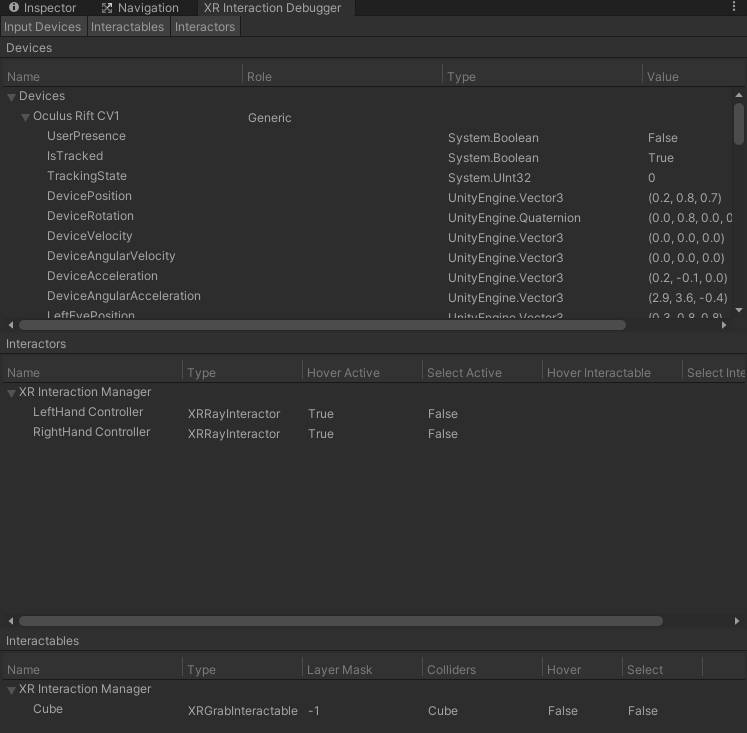 Inspector Navigation XR Interaction Debugger
Input Devices Interactables Interactors
Devices
Name Role Type Value
Devices
Oculus Rift CV1 Generic
UserPresence System.Boolean False
IsTracked System.Boolean True
TrackingState System.UInt32 0
DevicePosition UnityEngine.Vector3 (0.2, 0.8, 0.7)
DeviceRotation UnityEngine.Quaternion (0.0, 0.8, 0.0, 0
DeviceVelocity UnityEngine.Vector3 (0.0, 0.0, 0.0)
DeviceAngularVelocity UnityEngine.Vector3 (0.0, 0.0, 0.0)
DeviceAcceleration UnityEngine.Vector3 (0.2, -0.1, 0.0)
DeviceAngularAcceleration UnityEngine.Vector3 (2.9, 3.6, -0.4)
LeftEyePosition UnityEngine.Vector3 (0.3, 0.8, 0.8)
Interactors
Name Type Hover Active Select Active Hover Interactable Select Inte
XR Interaction Manager
LeftHand Controller XRRayInteractor True False
RightHand Controller XRRayInteractor True False
Interactables
Name Type Layer Mask Colliders Hover Select
XR Interaction Manager
Cube XRGrabInteractable -1 Cube False False